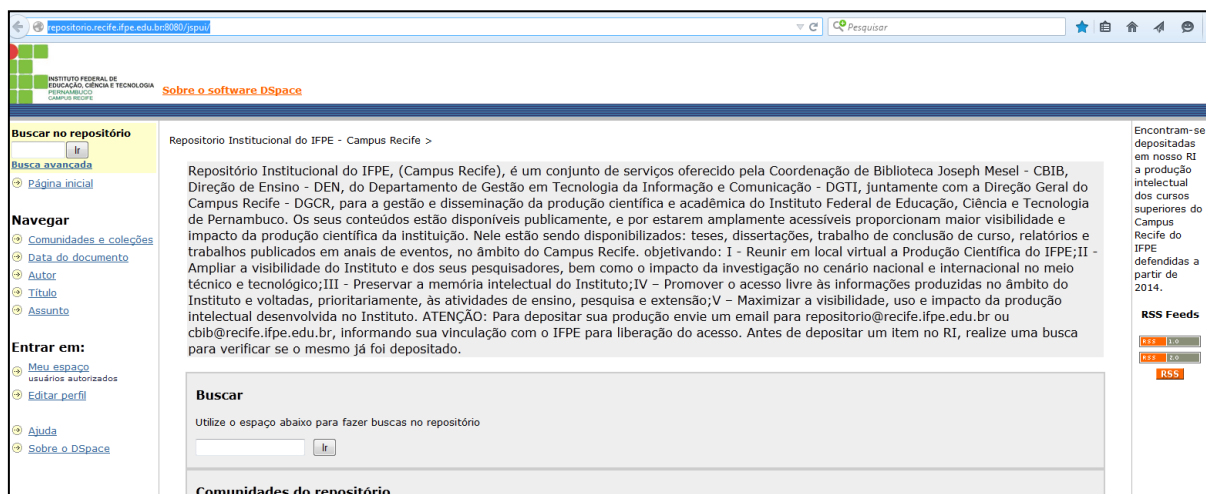 repositorio.recife.ifpe.edu.br:8080/jspui/
Pesquisar
INSTITUTO FEDERAL DE
EDUCAÇÃO, CIÊNCIA E TECNOLOGIA
PERNAMBUCO
CAMPUS RECIFE
Sobre o software DSpace
Buscar no repositório
Ir
Busca avançada
Página inicial
Navegar
Comunidades e coleções
Data do documento
Autor
Título
Assunto
Entrar em:
Meu espaço
usuários autorizados
Editar perfil
Ajuda
Sobre o DSpace
Repositorio Institucional do IFPE - Campus Recife >
Repositório Institucional do IFPE, (Campus Recife), é um conjunto de serviços oferecido pela Coordenação de Biblioteca Joseph Mesel - CBIB,
Direção de Ensino - DEN, do Departamento de Gestão em Tecnologia da Informação e Comunicação - DGTI, juntamente com a Direção Geral do
Campus Recife - DGCR, para a gestão e disseminação da produção científica e acadêmica do Instituto Federal de Educação, Ciência e Tecnologia
de Pernambuco. Os seus conteúdos estão disponíveis publicamente, e por estarem amplamente acessíveis proporcionam maior visibilidade e
impacto da produção científica da instituição. Nele estão sendo disponibilizados: teses, dissertações, trabalho de conclusão de curso, relatórios e
trabalhos publicados em anais de eventos, no âmbito do Campus Recife. objetivando: I - Reunir em local virtual a Produção Científica do IFPE;II -
Ampliar a visibilidade do Instituto e dos seus pesquisadores, bem como o impacto da investigação no cenário nacional e internacional no meio
técnico e tecnológico;III - Preservar a memória intelectual do Instituto;IV – Promover o acesso livre às informações produzidas no âmbito do
Instituto e voltadas, prioritariamente, às atividades de ensino, pesquisa e extensão;V – Maximizar a visibilidade, uso e impacto da produção
intelectual desenvolvida no Instituto. ATENÇÃO: Para depositar sua produção envie um email para repositorio@recife.ifpe.edu.br ou
cbib@recife.ifpe.edu.br, informando sua vinculação com o IFPE para liberação do acesso. Antes de depositar um item no RI, realize uma busca
para verificar se o mesmo já foi depositado.
Buscar
Utilize o espaço abaixo para fazer buscas no repositório
Ir
Comunidades do repositório
Encontram-se
depositadas
em nosso RI
a produção
intelectual
dos cursos
superiores do
Campus
Recife do
IFPE
defendidas a
partir de
2014.
RSS Feeds
RSS 1.0
RSS 2.0
RSS